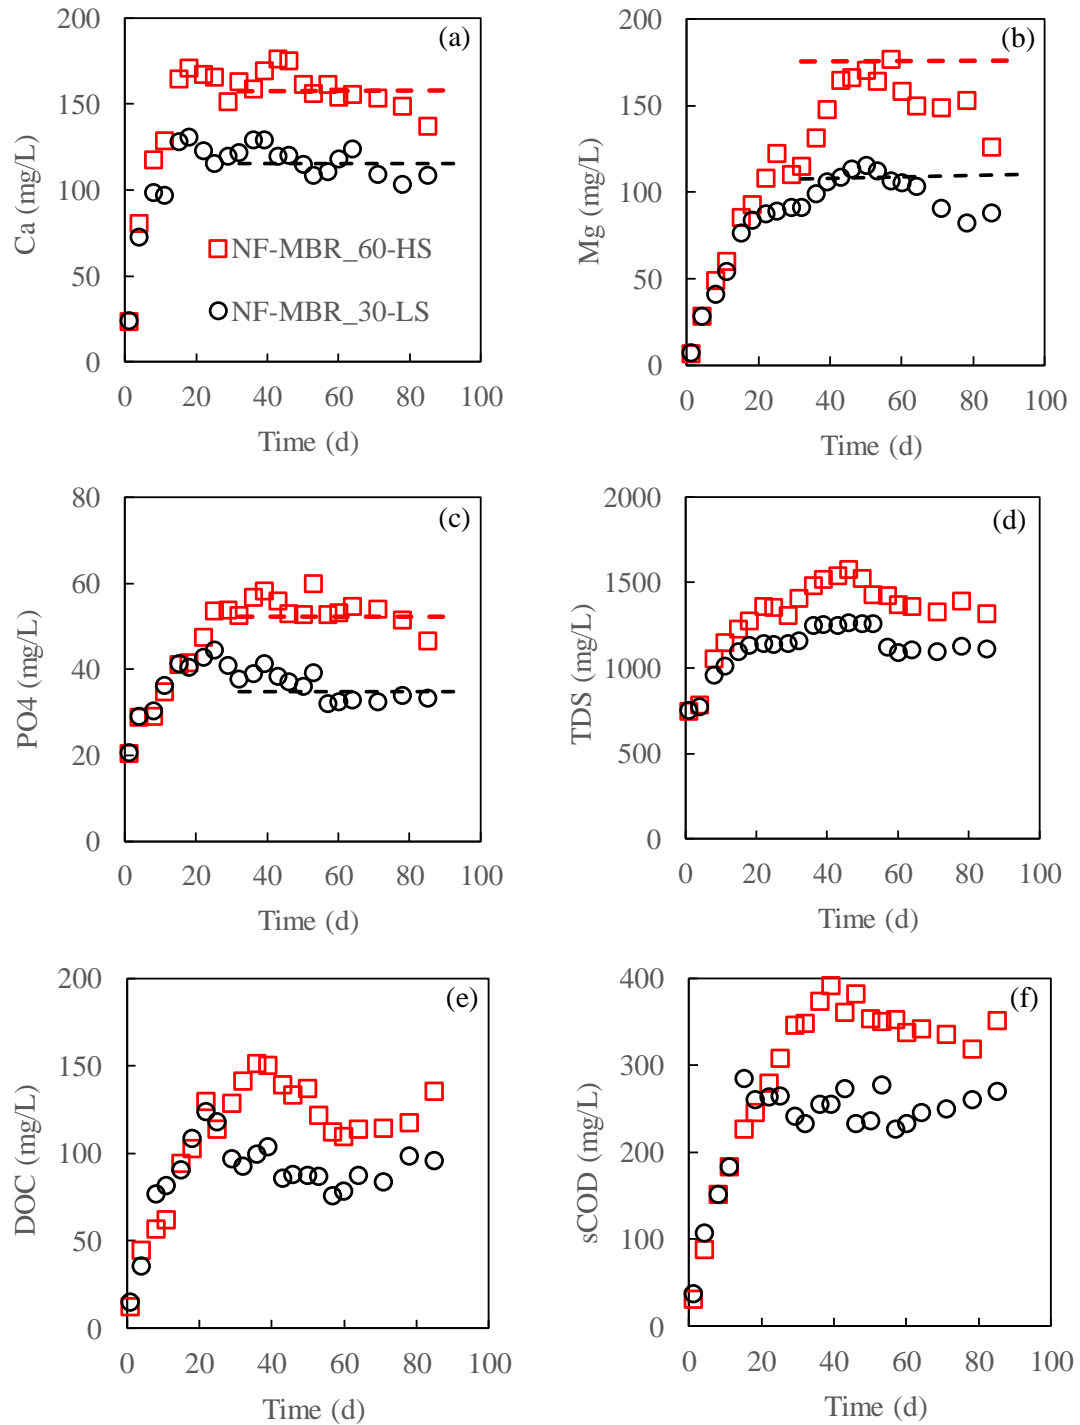 200
(a)
150
100
50
0
Ca (mg/L)
NF-MBR_60-HS
NF-MBR_30-LS
0 20 40 60 80 100
Time (d)
200
(b)
150
100
50
0
Mg (mg/L)
0 20 40 60 80 100
Time (d)
80
(c)
60
40
20
0
PO4 (mg/L)
0 20 40 60 80 100
Time (d)
2000
(d)
1500
1000
500
0
TDS (mg/L)
0 20 40 60 80 100
Time (d)
200
(e)
150
100
50
0
DOC (mg/L)
0 20 40 60 80 100
Time (d)
400
(f)
300
200
100
0
sCOD (mg/L)
0 20 40 60 80 100
Time (d)